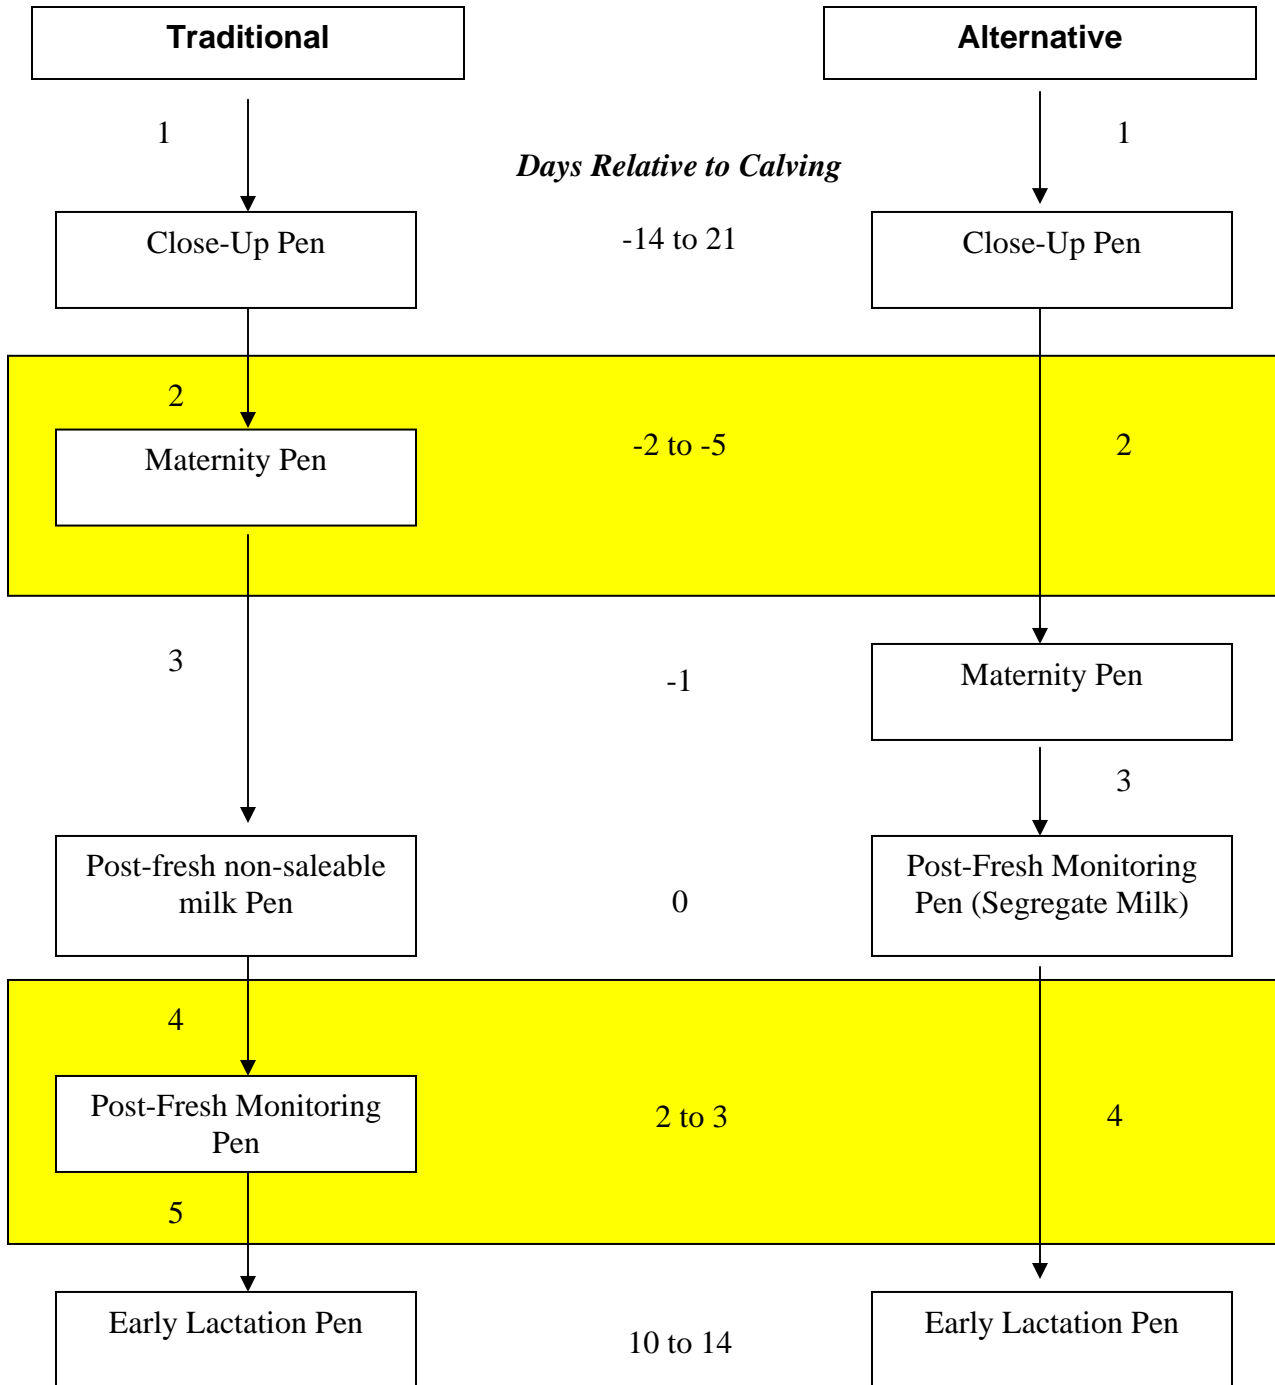 Traditional
Alternative
1
1
Days Relative to Calving
Close-Up Pen
-14 to 21
Close-Up Pen
2
Maternity Pen
-2 to -5
2
3
-1
Maternity Pen
3
Post-fresh non-saleable
milk Pen
0
Post-Fresh Monitoring
Pen (Segregate Milk)
4
Post-Fresh Monitoring
Pen
2 to 3
4
5
Early Lactation Pen
10 to 14
Early Lactation Pen